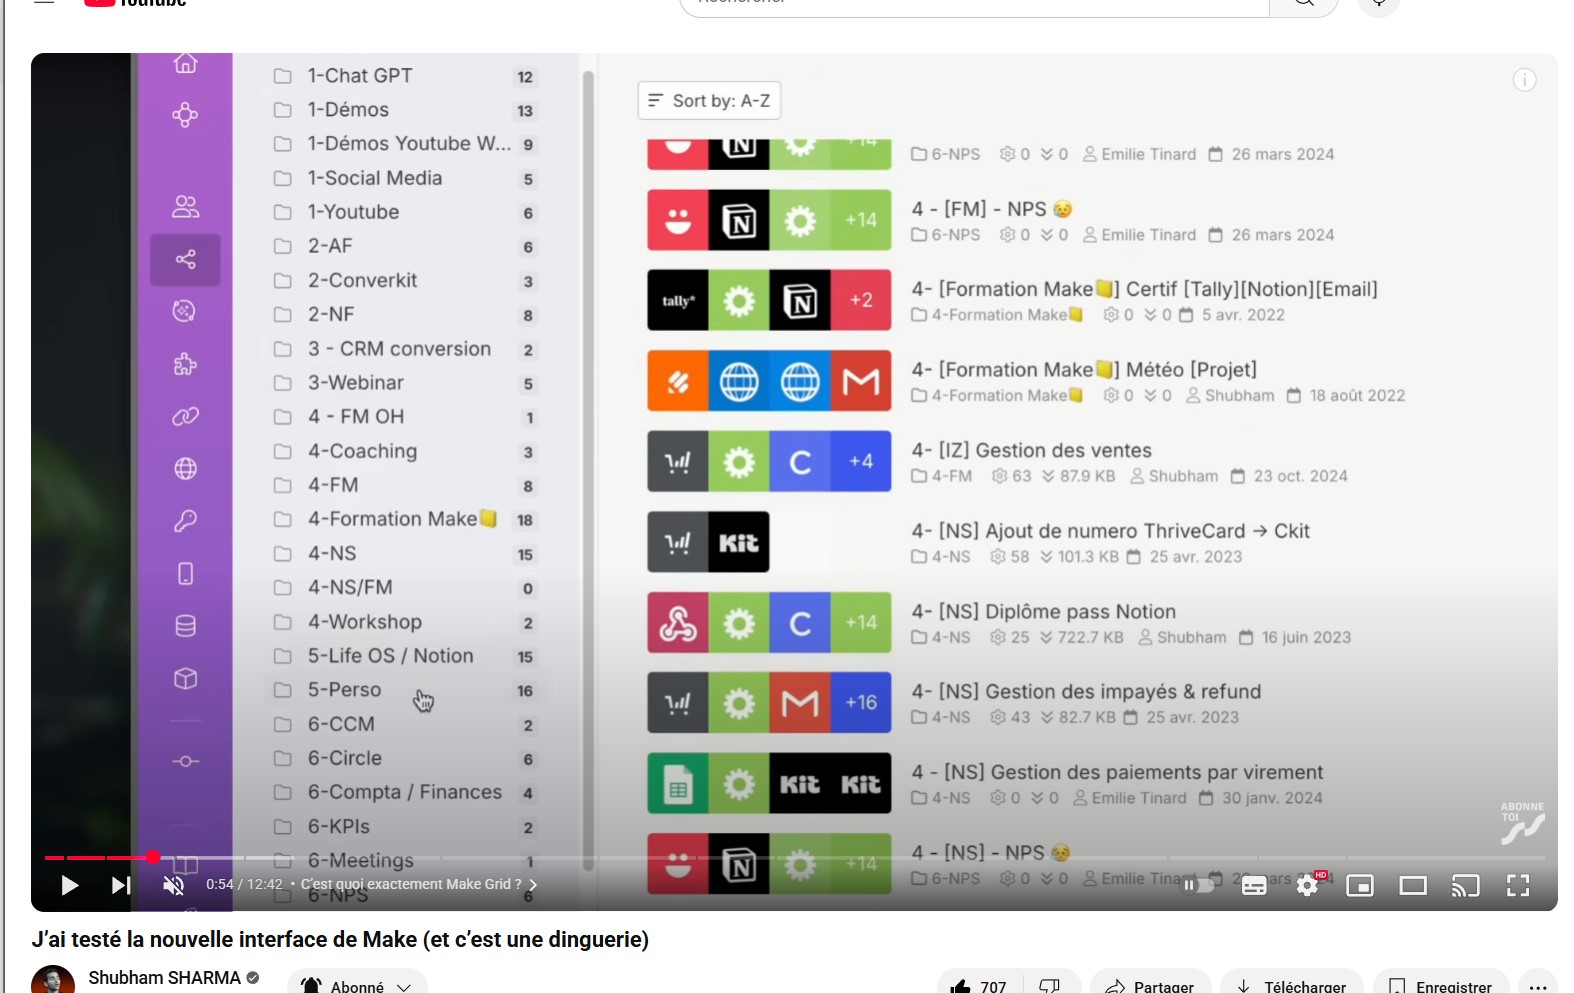 YouTube
Rechercher
1-Chat GPT 12
1-Démos 13
1-Démos Youtube W... 9
1-Social Media 5
1-Youtube 6
2-AF 6
2-Converkit 3
2-NF 8
3 - CRM conversion 2
3-Webinar 5
4 - FM OH 1
4-Coaching 3
4-FM 8
4-Formation Make 18
4-NS 15
4-NS/FM 0
4-Workshop 2
5-Life OS / Notion 15
5-Perso 16
6-CCM 2
6-Circle 6
6-Compta / Finances 4
6-KPIs 2
6-Meetings 1
6-NPS 6
Sort by: A-Z
N +14
6-NPS 0 0 Emilie Tinard 26 mars 2024
N +14
4 - [FM] - NPS 😥
6-NPS 0 0 Emilie Tinard 26 mars 2024
tally* N +2
4- [Formation Make📒] Certif [Tally][Notion][Email]
4-Formation Make📒 0 0 5 avr. 2022
M
4- [Formation Make📒] Météo [Projet]
4-Formation Make📒 0 0 Shubham 18 août 2022
C +4
4- [IZ] Gestion des ventes
4-FM 63 87.9 KB Shubham 23 oct. 2024
Kit
4- [NS] Ajout de numero ThriveCard → Ckit
4-NS 58 101.3 KB 25 avr. 2023
C +14
4- [NS] Diplôme pass Notion
4-NS 25 722.7 KB Shubham 16 juin 2023
M +16
4- [NS] Gestion des impayés & refund
4-NS 43 82.7 KB 25 avr. 2023
Kit Kit
4 - [NS] Gestion des paiements par virement
4-NS 0 0 Emilie Tinard 30 janv. 2024
N +14
4 - [NS] - NPS 😥
6-NPS 0 0 Emilie
ABONNE
TOI
0:54 / 12:42 • C'est quoi exactement Make Grid ?
HD
J'ai testé la nouvelle interface de Make (et c'est une dinguerie)
Shubham SHARMA
Abonné
707
Partager
Télécharger
Enregistrer